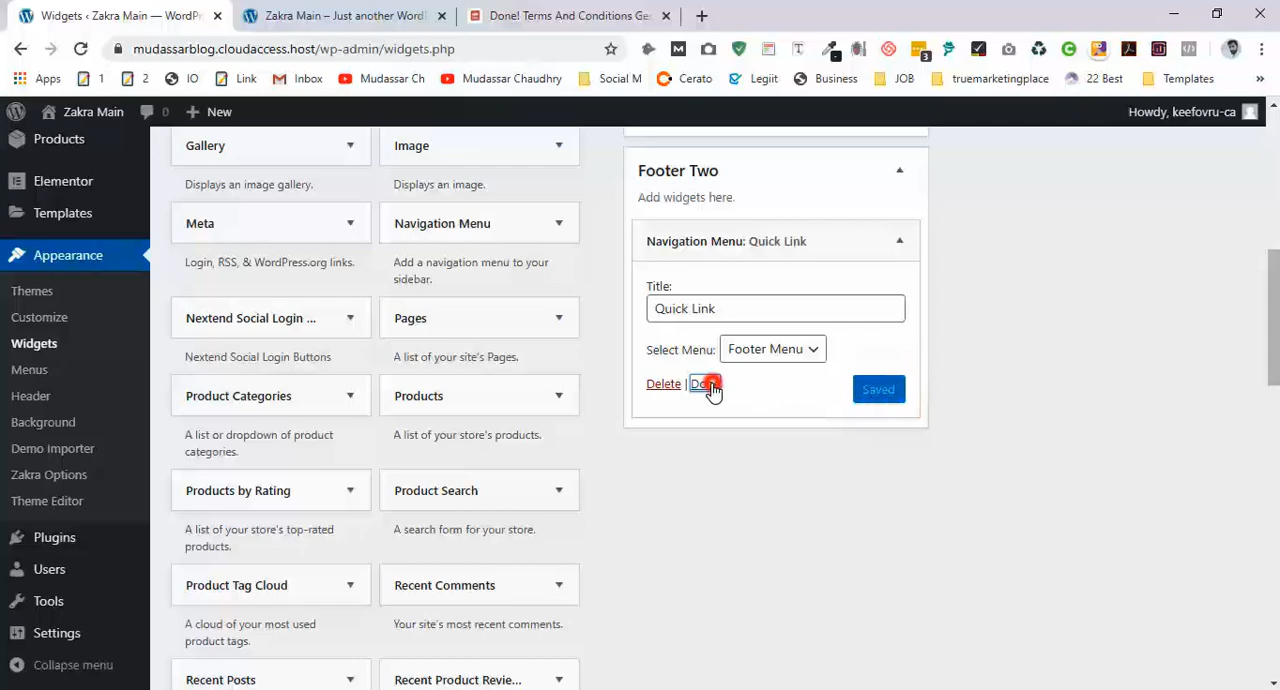 Widgets ‹ Zakra Main — WordPr
Zakra Main – Just another Word
Done! Terms And Conditions Ge
mudassarblog.cloudaccess.host/wp-admin/widgets.php
3
Apps 1 2 IO Link Inbox Mudassar Ch Mudassar Chaudhry Social M Cerato Legiit Business JOB truemarketingplace 22 Best Templates »
Zakra Main 0 New Howdy, keefovru-ca
Products
Elementor
Templates
Appearance
Themes
Customize
Widgets
Menus
Header
Background
Demo Importer
Zakra Options
Theme Editor
Plugins
Users
Tools
Settings
Collapse menu
Gallery
Displays an image gallery.
Image
Displays an image.
Meta
Login, RSS, & WordPress.org links.
Navigation Menu
Add a navigation menu to your
sidebar.
Nextend Social Login ...
Nextend Social Login Buttons
Pages
A list of your site's Pages.
Product Categories
A list or dropdown of product
categories.
Products
A list of your store's products.
Products by Rating
A list of your store's top-rated
products.
Product Search
A search form for your store.
Product Tag Cloud
A cloud of your most used
product tags.
Recent Comments
Your site's most recent comments.
Recent Posts
Recent Product Revie...
Footer Two
Add widgets here.
Navigation Menu: Quick Link
Title:
Quick Link
Select Menu: Footer Menu
Delete |
Saved